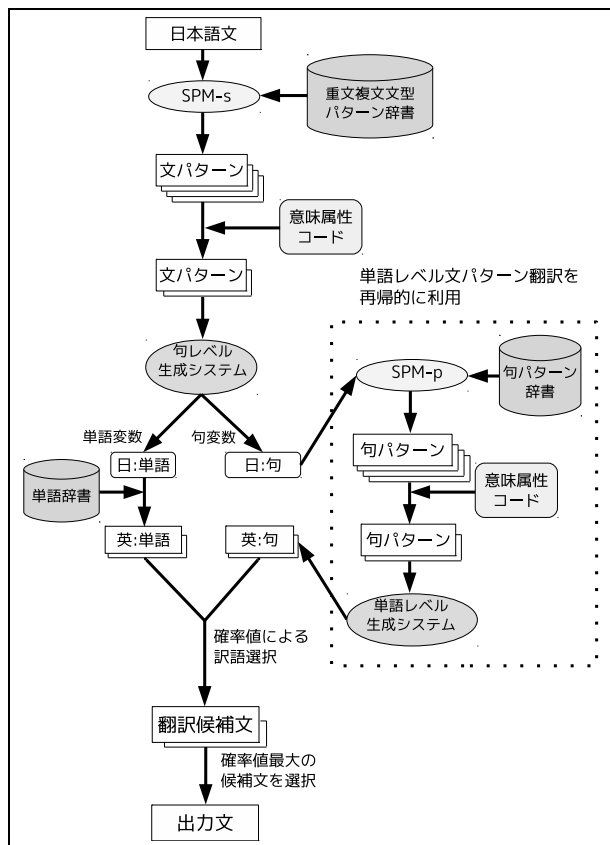 日本語文
SPM-s
重文複文文型
パターン辞書
文パターン
意味属性
コード
文パターン
単語レベル文パターン翻訳を
再帰的に利用
句レベル
生成システム
SPM-p
句パターン
辞書
単語変数
句変数
日:単語
日:句
句パターン
単語辞書
意味属性
コード
英:単語
英:句
句パターン
単語レベル
生成システム
確率値による
訳語選択
翻訳候補文
確率値最大の
候補文を選択
出力文